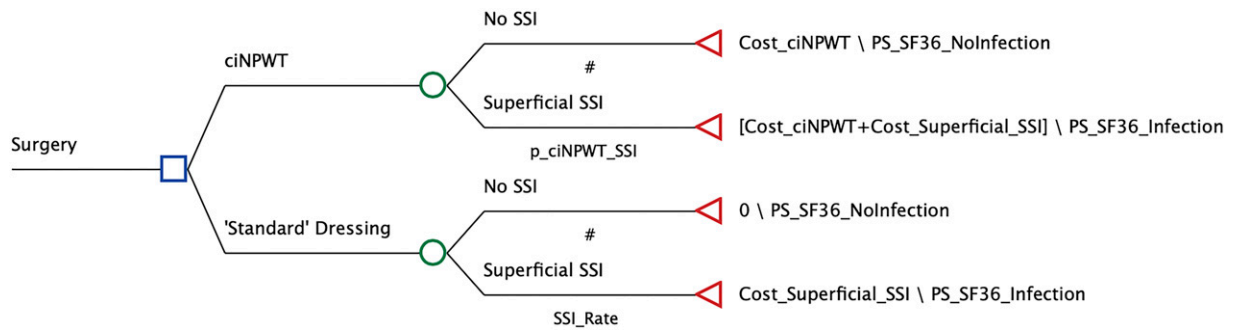 No SSI
Cost_ciNPWT \ PS_SF36_NoInfection
ciNPWT
#
Superficial SSI
[Cost_ciNPWT+Cost_Superficial_SSI] \ PS_SF36_Infection
Surgery
p_ciNPWT_SSI
No SSI
0 \ PS_SF36_NoInfection
'Standard' Dressing
#
Superficial SSI
Cost_Superficial_SSI \ PS_SF36_Infection
SSI_Rate